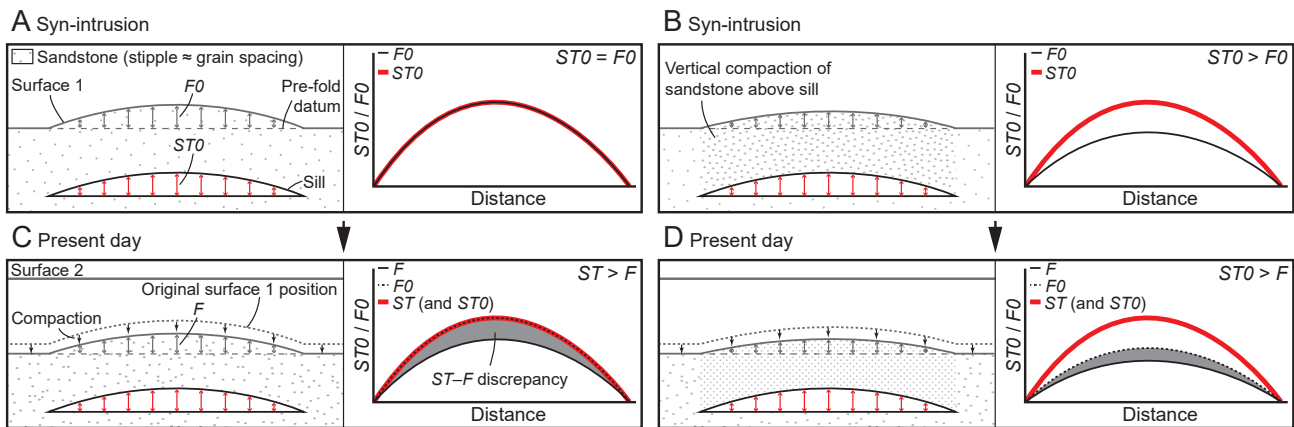 A Syn-intrusion
Sandstone (stipple ≈ grain spacing)
Surface 1
F0
Pre-fold
datum
ST0
Sill
F0
ST0
ST0 = F0
ST0 / F0
Distance
B Syn-intrusion
Vertical compaction of
sandstone above sill
F0
ST0
ST0 > F0
ST0 / F0
Distance
C Present day
Surface 2
Original surface 1 position
Compaction
F
F
F0
ST (and ST0)
ST > F
ST–F discrepancy
ST0 / F0
Distance
D Present day
F
F0
ST (and ST0)
ST0 > F
ST0 / F0
Distance